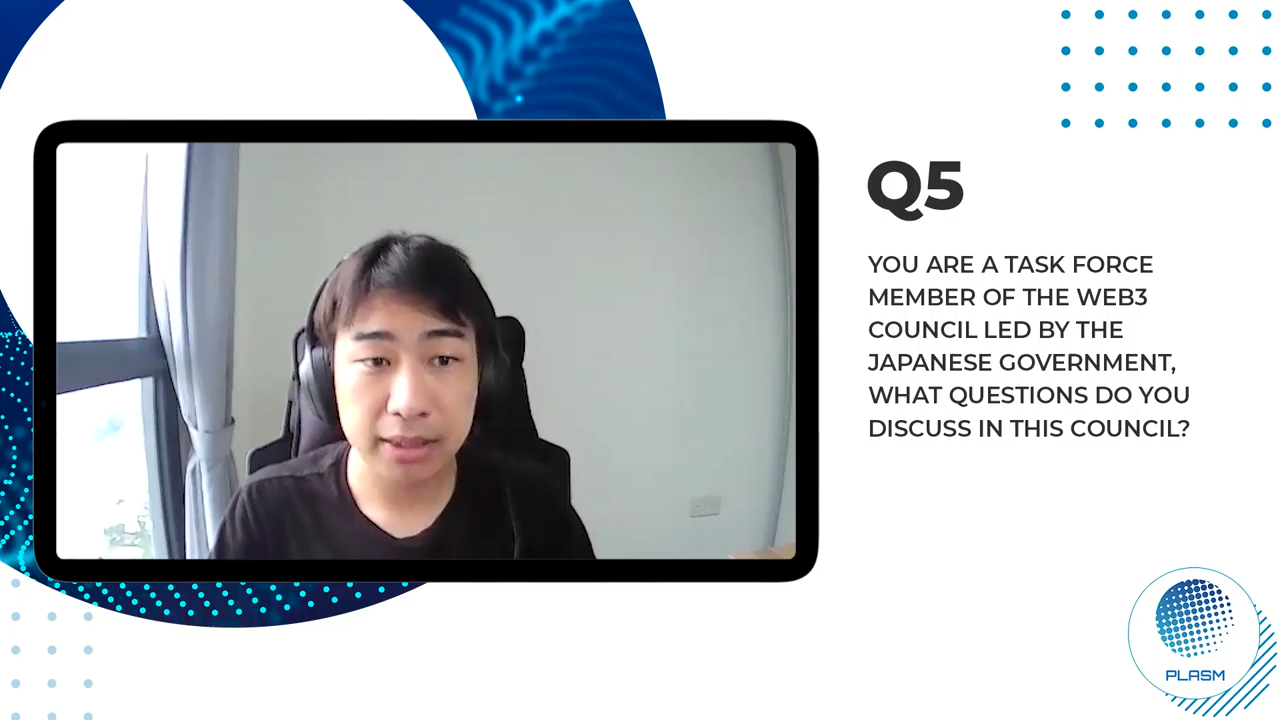 Q5
YOU ARE A TASK FORCE
MEMBER OF THE WEB3
COUNCIL LED BY THE
JAPANESE GOVERNMENT,
WHAT QUESTIONS DO YOU
DISCUSS IN THIS COUNCIL?
PLASM